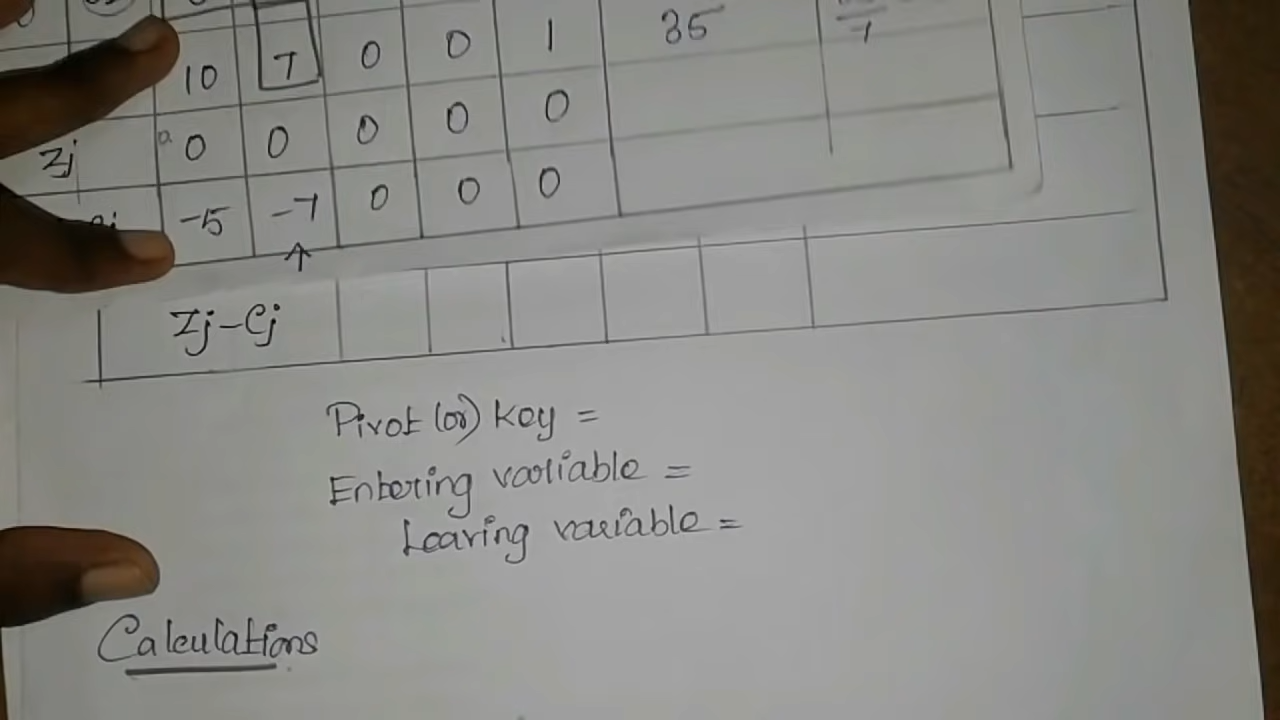 10 7 0 0 1 35
Zj 0 0 0 0 0
-5 -7 0 0 0
Zj-Cj
Pivot (or) key =
Entering variable =
Leaving variable =
Calculations